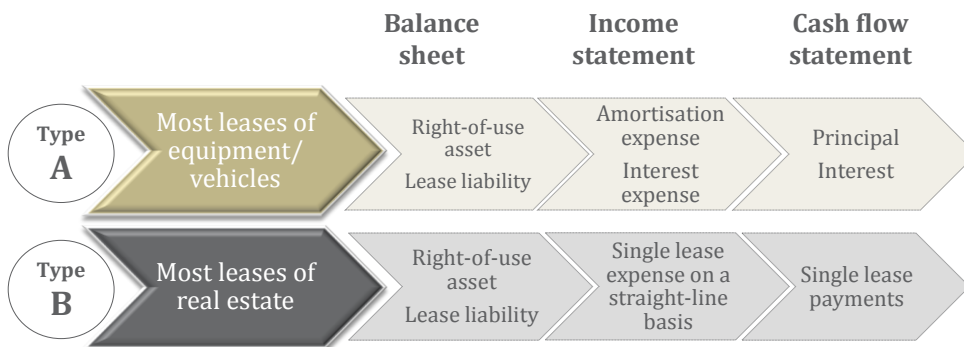 Balance
sheet
Income
statement
Cash flow
statement
Type
A
Most leases of
equipment/
vehicles
Right-of-use
asset
Lease liability
Amortisation
expense
Interest
expense
Principal
Interest
Type
B
Most leases of
real estate
Right-of-use
asset
Lease liability
Single lease
expense on a
straight-line
basis
Single lease
payments